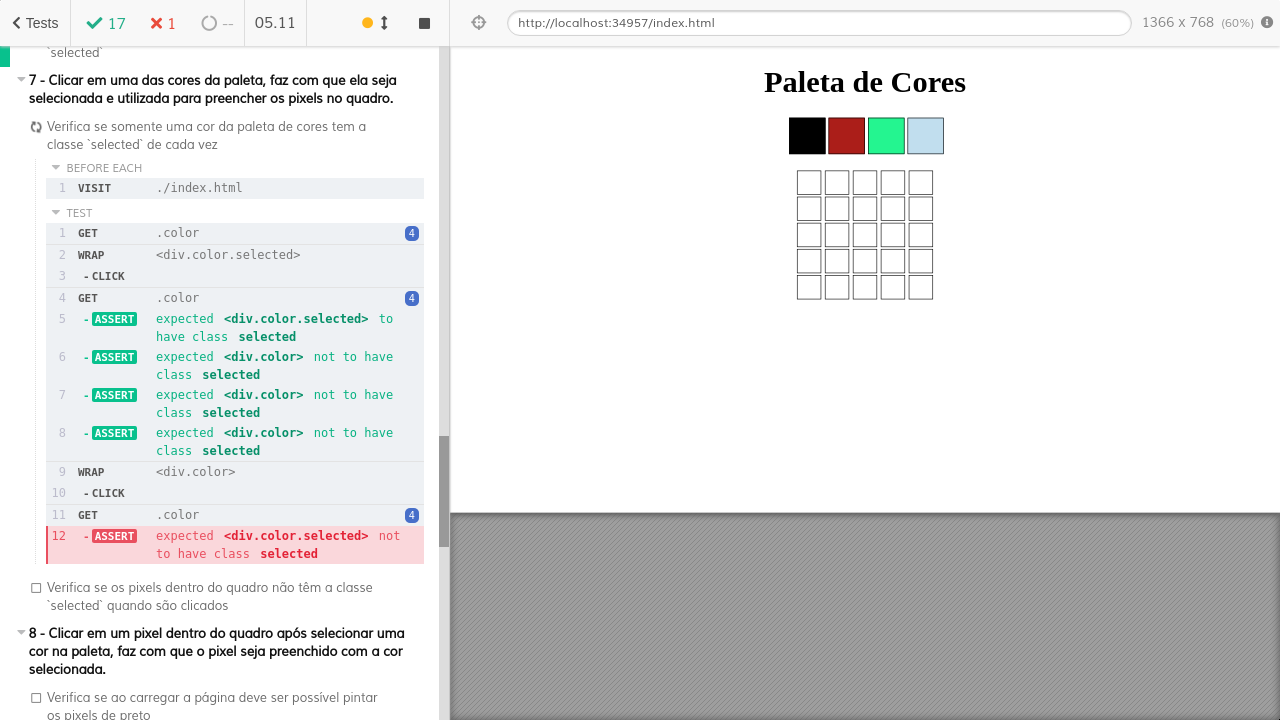 Tests
17
1
--
05.11
http://localhost:34957/index.html
1366 x 768 (60%)
`selected`
7 - Clicar em uma das cores da paleta, faz com que ela seja
selecionada e utilizada para preencher os pixels no quadro.
Verifica se somente uma cor da paleta de cores tem a
classe `selected` de cada vez
BEFORE EACH
1 VISIT ./index.html
TEST
1 GET .color 4
2 WRAP <div.color.selected>
3 -CLICK
4 GET .color 4
5 -ASSERT expected <div.color.selected> to
have class selected
6 -ASSERT expected <div.color> not to have
class selected
7 -ASSERT expected <div.color> not to have
class selected
8 -ASSERT expected <div.color> not to have
class selected
9 WRAP <div.color>
10 -CLICK
11 GET .color 4
12 -ASSERT expected <div.color.selected> not
to have class selected
Verifica se os pixels dentro do quadro não têm a classe
`selected` quando são clicados
8 - Clicar em um pixel dentro do quadro após selecionar uma
cor na paleta, faz com que o pixel seja preenchido com a cor
selecionada.
Verifica se ao carregar a página deve ser possível pintar
os pixels de preto
Paleta de Cores